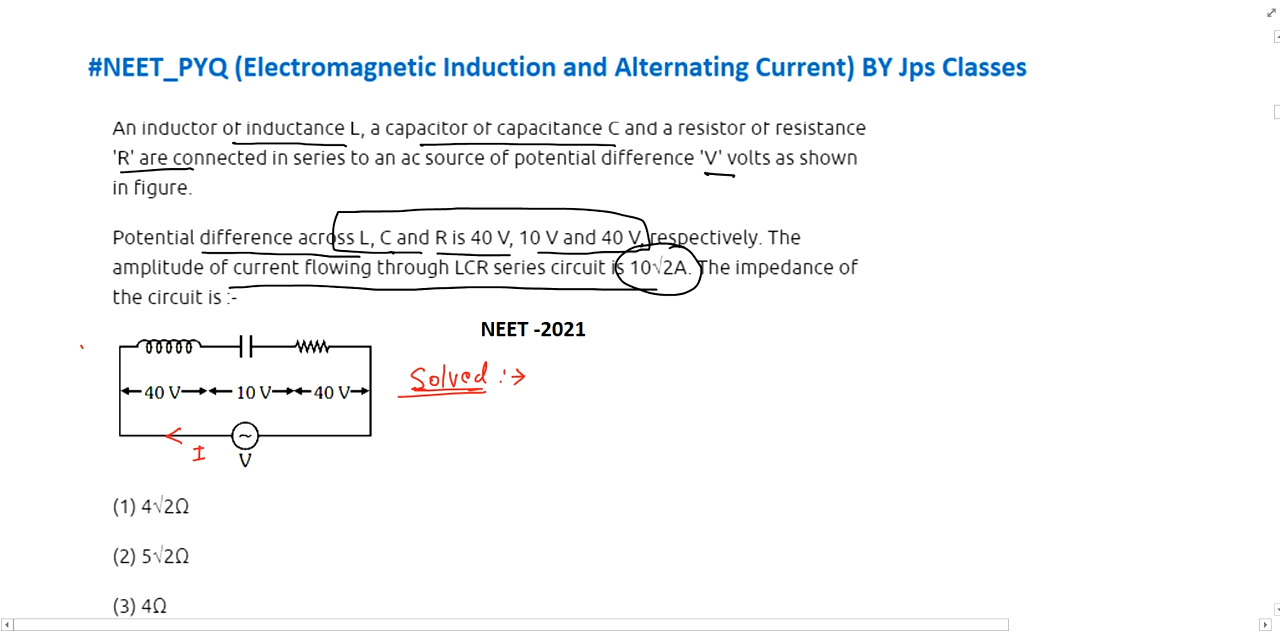 #NEET_PYQ (Electromagnetic Induction and Alternating Current) BY Jps Classes
An inductor of inductance L, a capacitor of capacitance C and a resistor of resistance
'R' are connected in series to an ac source of potential difference 'V' volts as shown
in figure.
Potential difference across L, C and R is 40 V, 10 V and 40 V, respectively. The
amplitude of current flowing through LCR series circuit is 10√2A. The impedance of
the circuit is :-
NEET -2021
Solved :→
40 V 10 V 40 V
I
~
V
(1) 4√2Ω
(2) 5√2Ω
(3) 4Ω